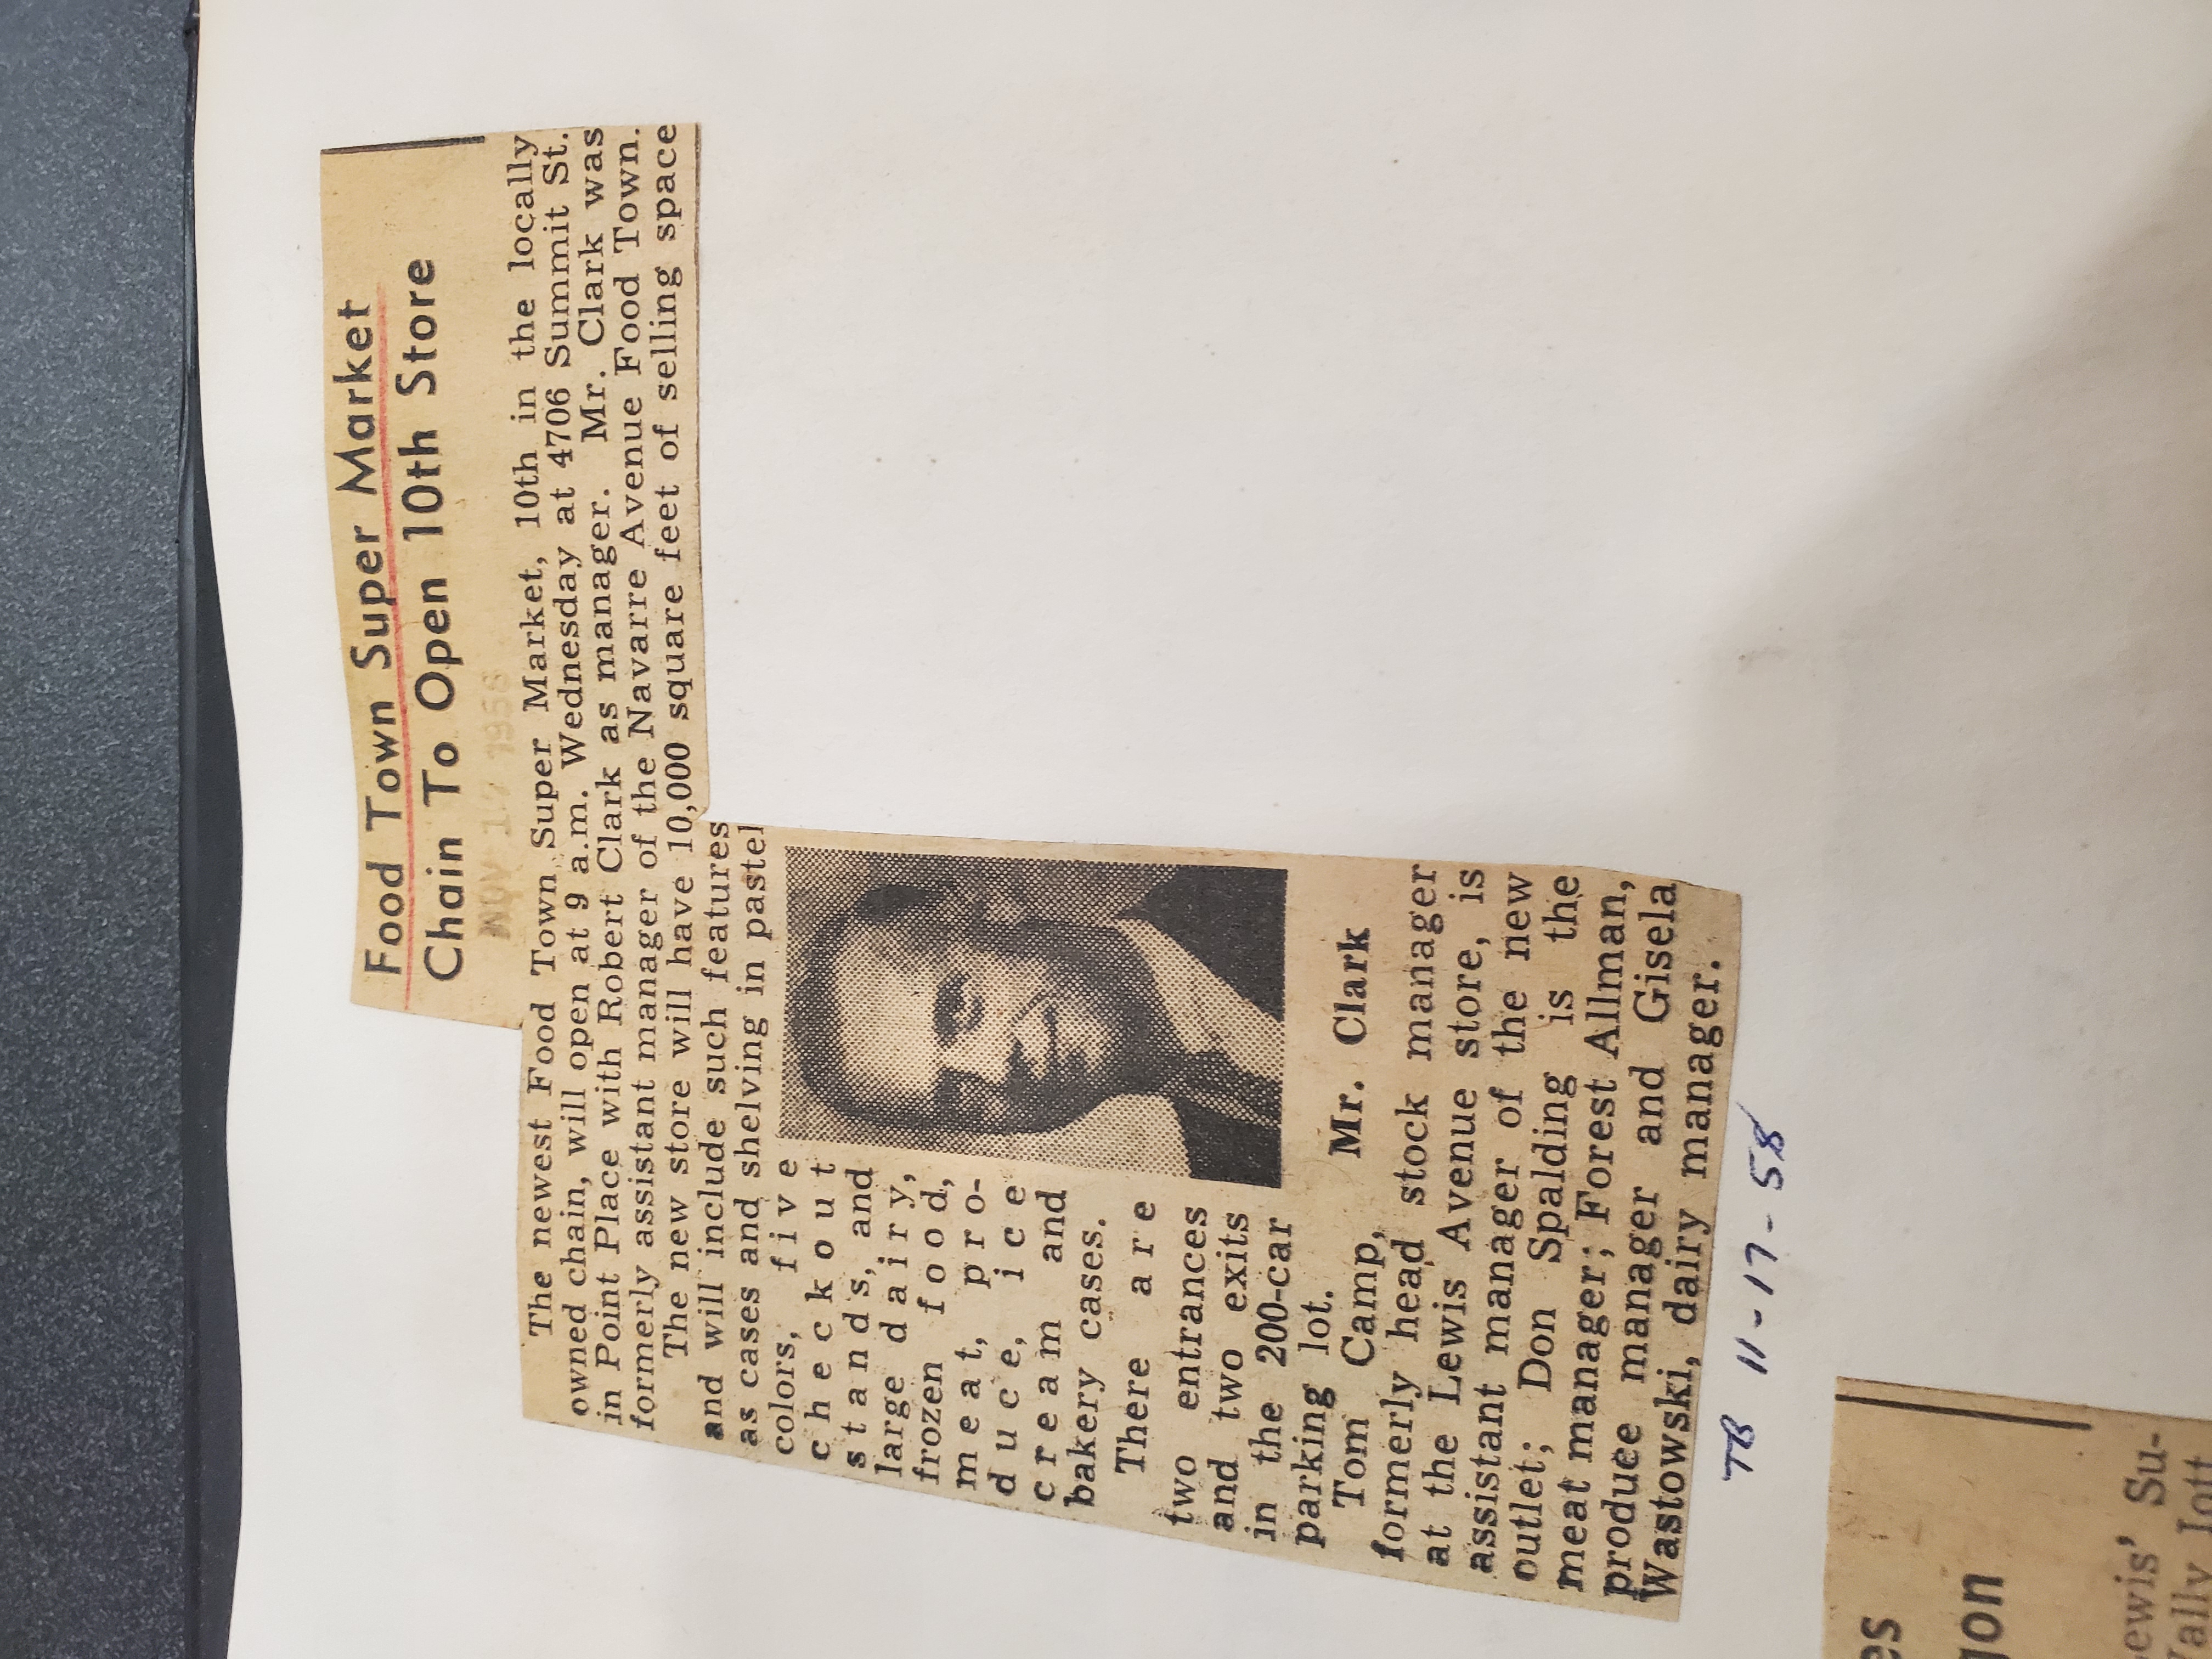 Food Town Super Market
Chain To Open 10th Store
NOV 1958
The newest Food Town Super Market, 10th in the locally
owned chain, will open at 9 a.m. Wednesday at 4706 Summit St.
in Point Place with Robert Clark as manager. Mr. Clark was
formerly assistant manager of the Navarre Avenue Food Town.
The new store will have 10,000 square feet of selling space
and will include such features
as cases and shelving in pastel
colors, five
checkout
stands, and
large dairy,
frozen food,
meat, pro-
duce, ice
cream and
bakery cases.
There are
two entrances
and two exits
in the 200-car
parking lot.
Mr. Clark
Tom Camp,
formerly head stock manager
at the Lewis Avenue store, is
assistant manager of the new
outlet; Don Spalding is the
meat manager; Forest Allman,
produce manager and Gisela
Wastowski, dairy manager.
TB 11-17-58
es
gon
ewis' Su-
ally Jott